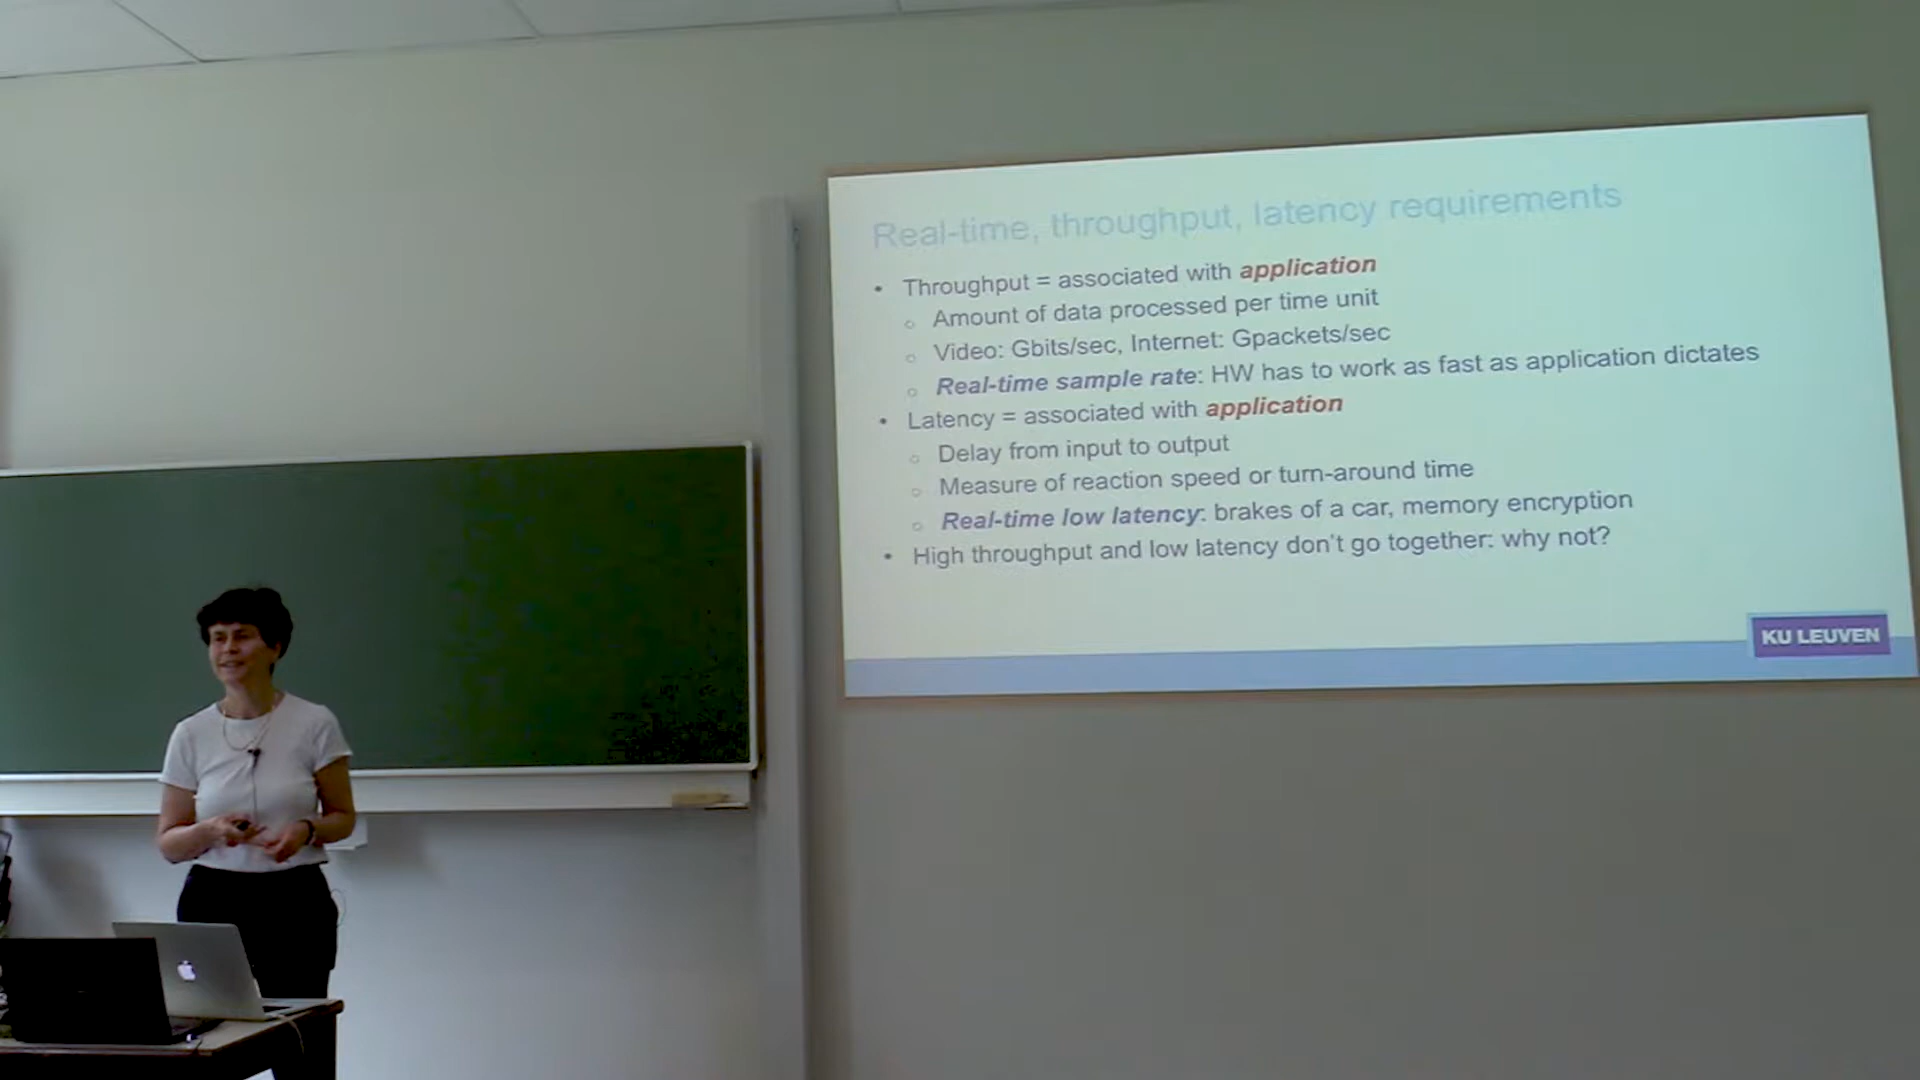 Real-time, throughput, latency requirements
• Throughput = associated with application
○ Amount of data processed per time unit
○ Video: Gbits/sec, Internet: Gpackets/sec
○ Real-time sample rate: HW has to work as fast as application dictates
• Latency = associated with application
○ Delay from input to output
○ Measure of reaction speed or turn-around time
○ Real-time low latency: brakes of a car, memory encryption
• High throughput and low latency don't go together: why not?
KU LEUVEN